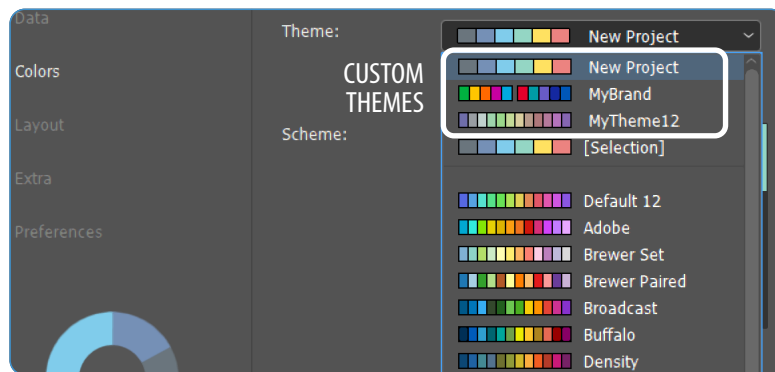 Data
Theme:
New Project
Colors
CUSTOM
THEMES
New Project
MyBrand
MyTheme12
Layout
Scheme:
[Selection]
Extra
Default 12
Preferences
Adobe
Brewer Set
Brewer Paired
Broadcast
Buffalo
Density